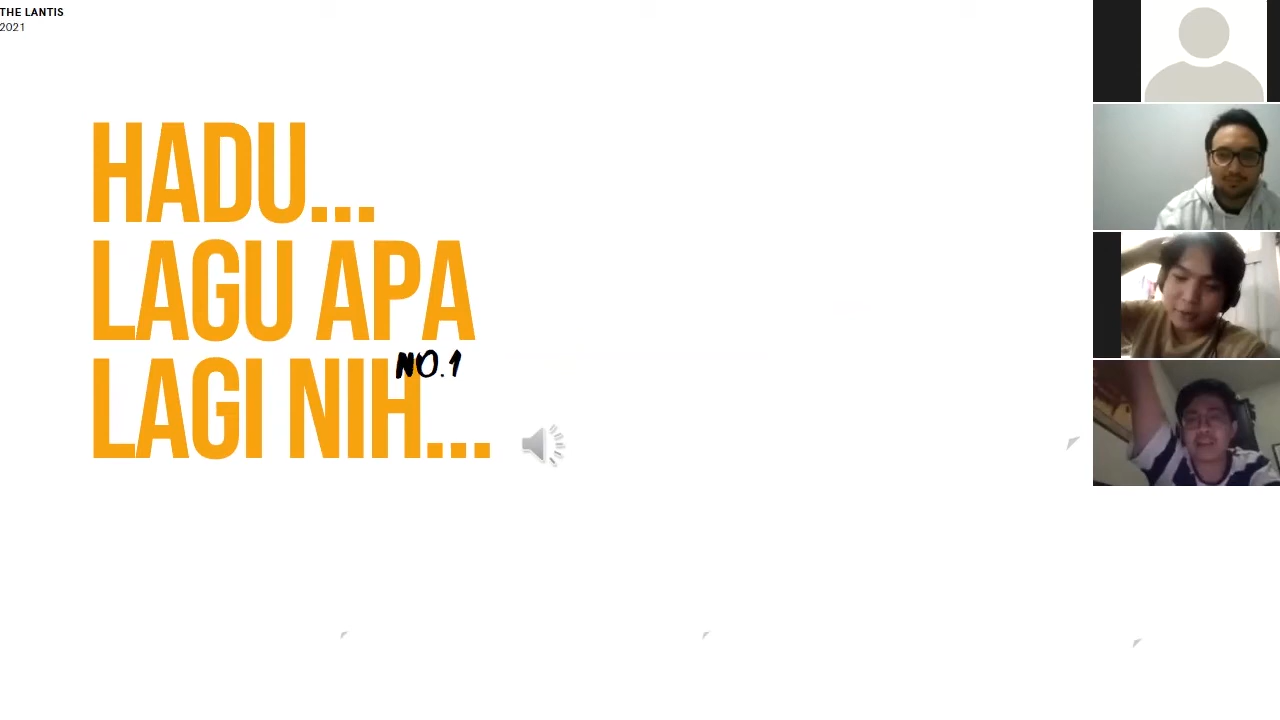 THE LANTIS
2021
HADU...
LAGU APA
LAGI NIH...
NO.1